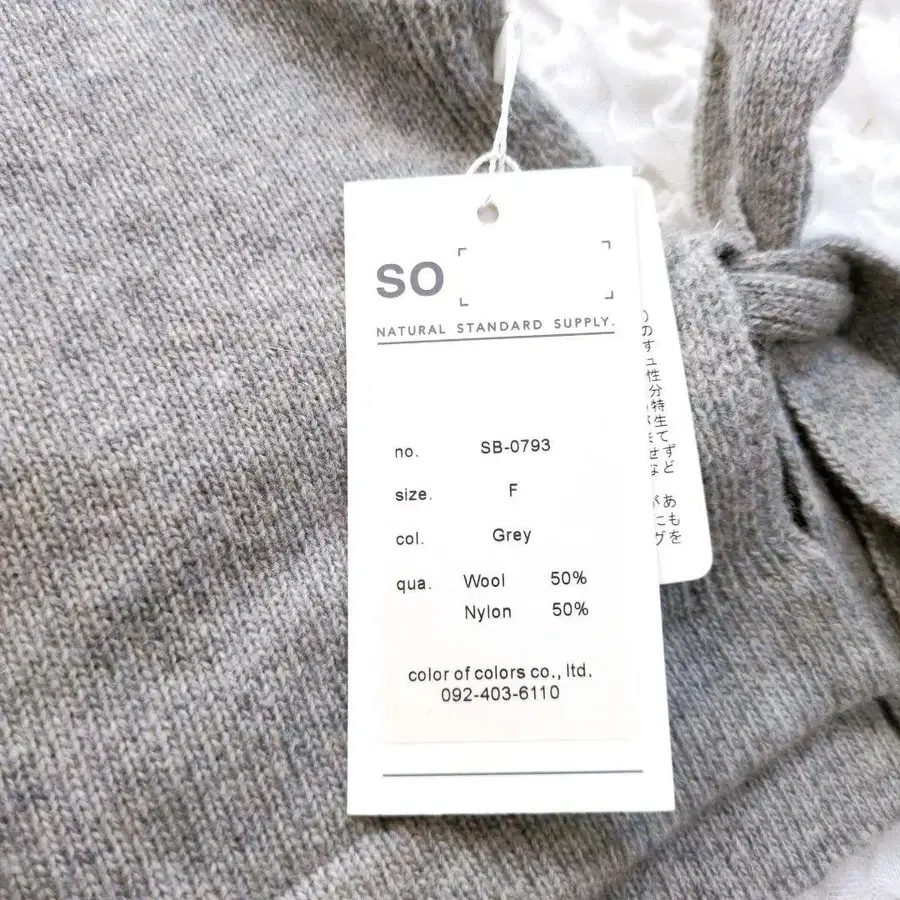 SO
NATURAL STANDARD SUPPLY.
no. SB-0793
size. F
col. Grey
qua. Wool 50%
Nylon 50%
color of colors co., ltd.
092-403-6110